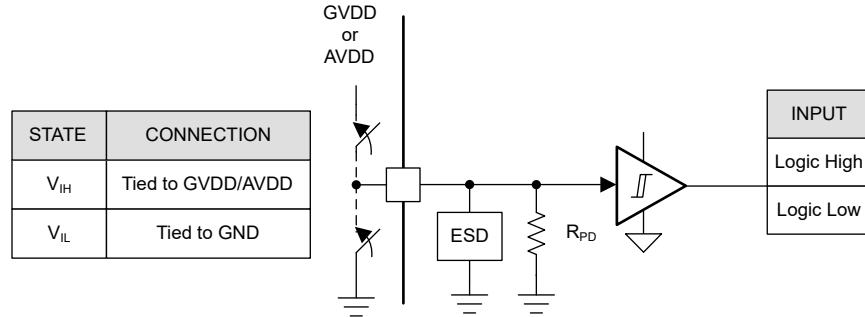 GVDD
or
AVDD
STATE CONNECTION
V_IH Tied to GVDD/AVDD
V_IL Tied to GND
ESD
R_PD
INPUT
Logic High
Logic Low